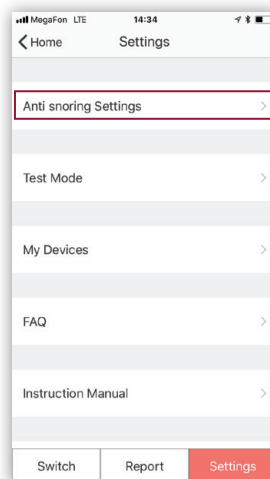 MegaFon LTE 14:34
Home Settings
Anti snoring Settings
Test Mode
My Devices
FAQ
Instruction Manual
Switch Report Settings